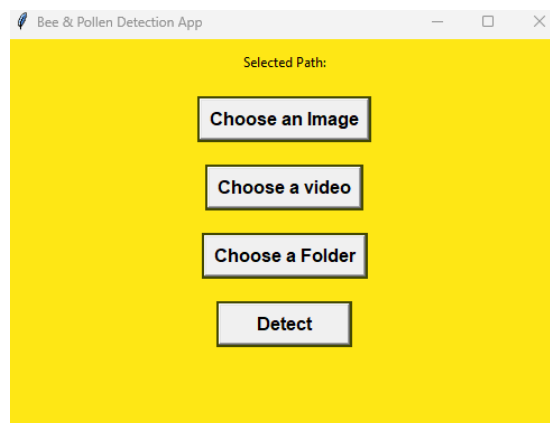 Bee & Pollen Detection App
Selected Path:
Choose an Image
Choose a video
Choose a Folder
Detect